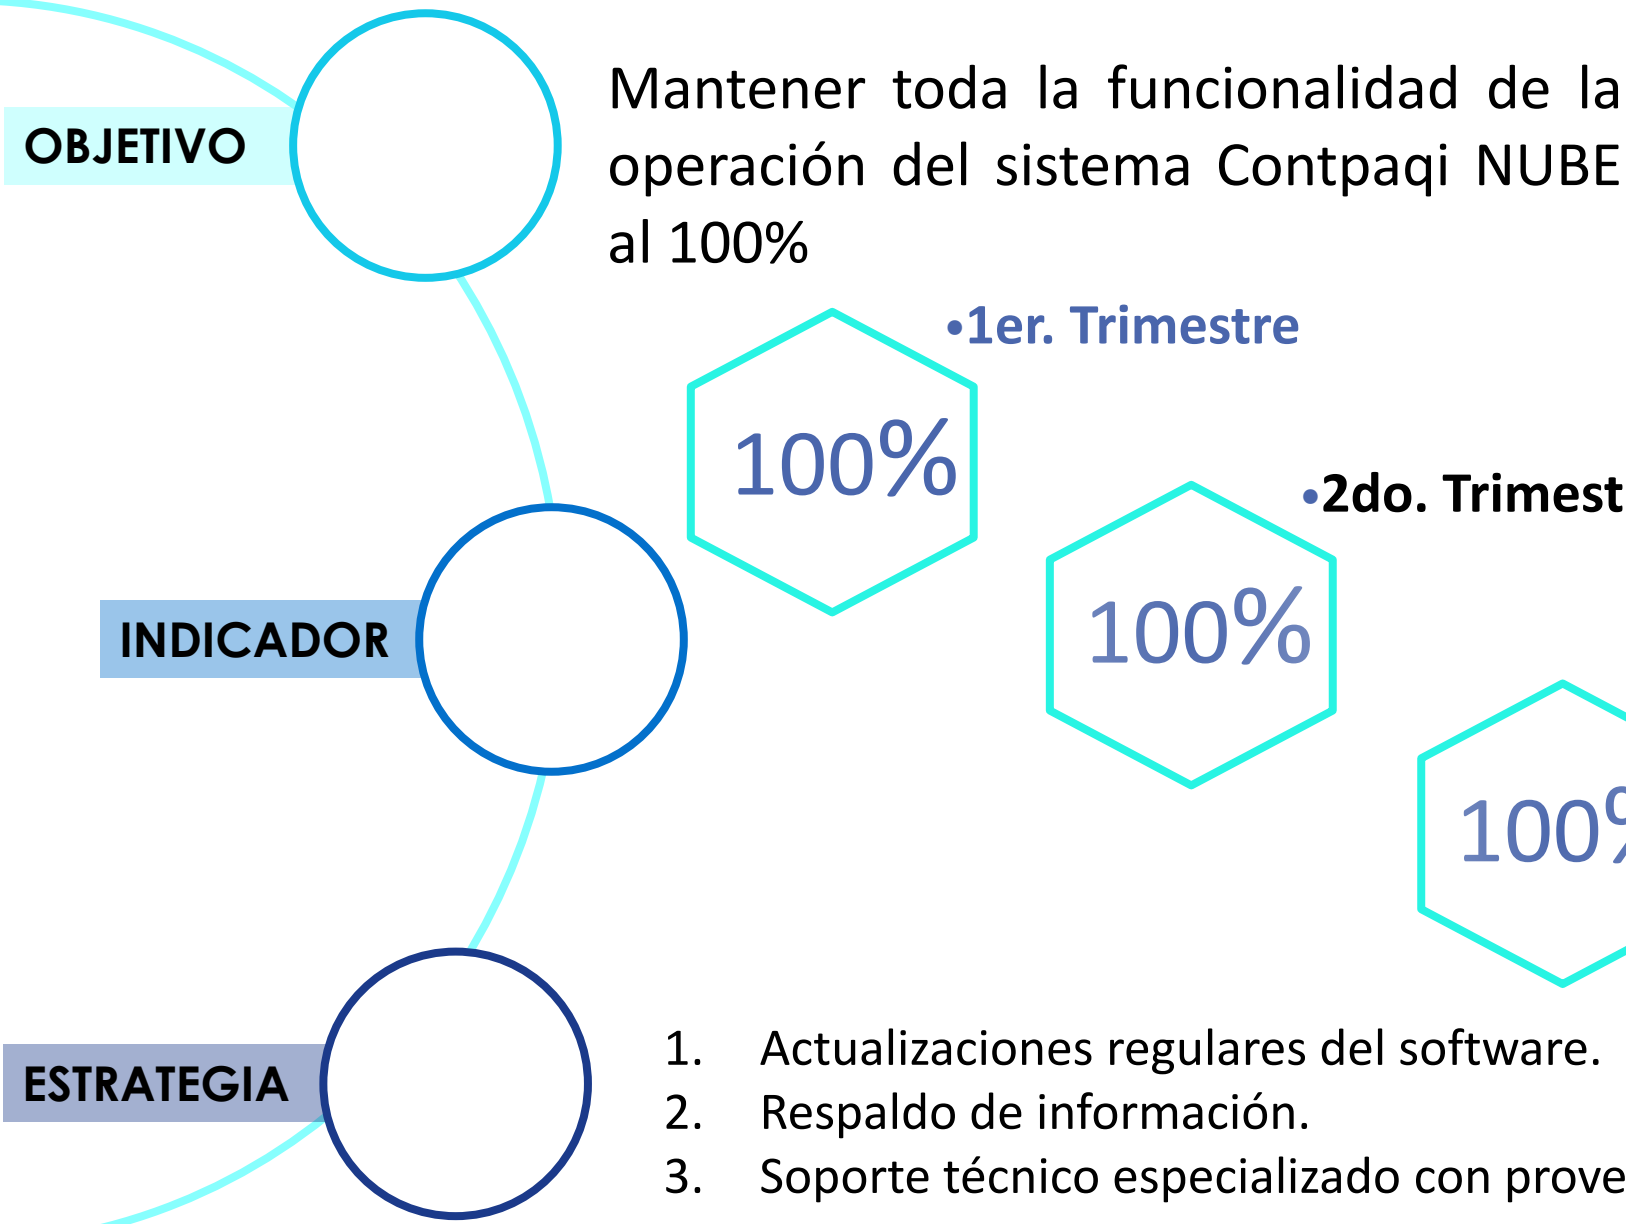 OBJETIVO
Mantener toda la funcionalidad de la
operación del sistema Contpaqi NUBE
al 100%
•1er. Trimestre
100%
•2do. Trimest
100%
INDICADOR
100%
ESTRATEGIA
1. Actualizaciones regulares del software.
2. Respaldo de información.
3. Soporte técnico especializado con prove